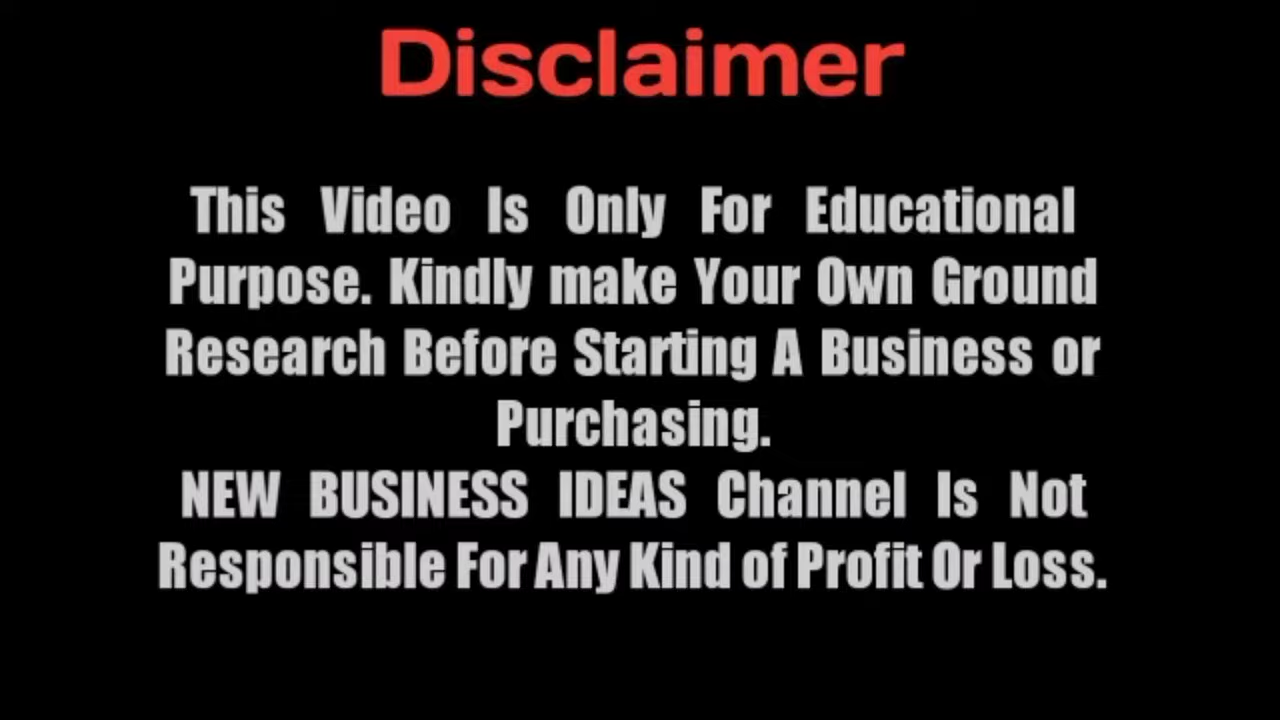 Disclaimer
This Video Is Only For Educational
Purpose. Kindly make Your Own Ground
Research Before Starting A Business or
Purchasing.
NEW BUSINESS IDEAS Channel Is Not
Responsible For Any Kind of Profit Or Loss.